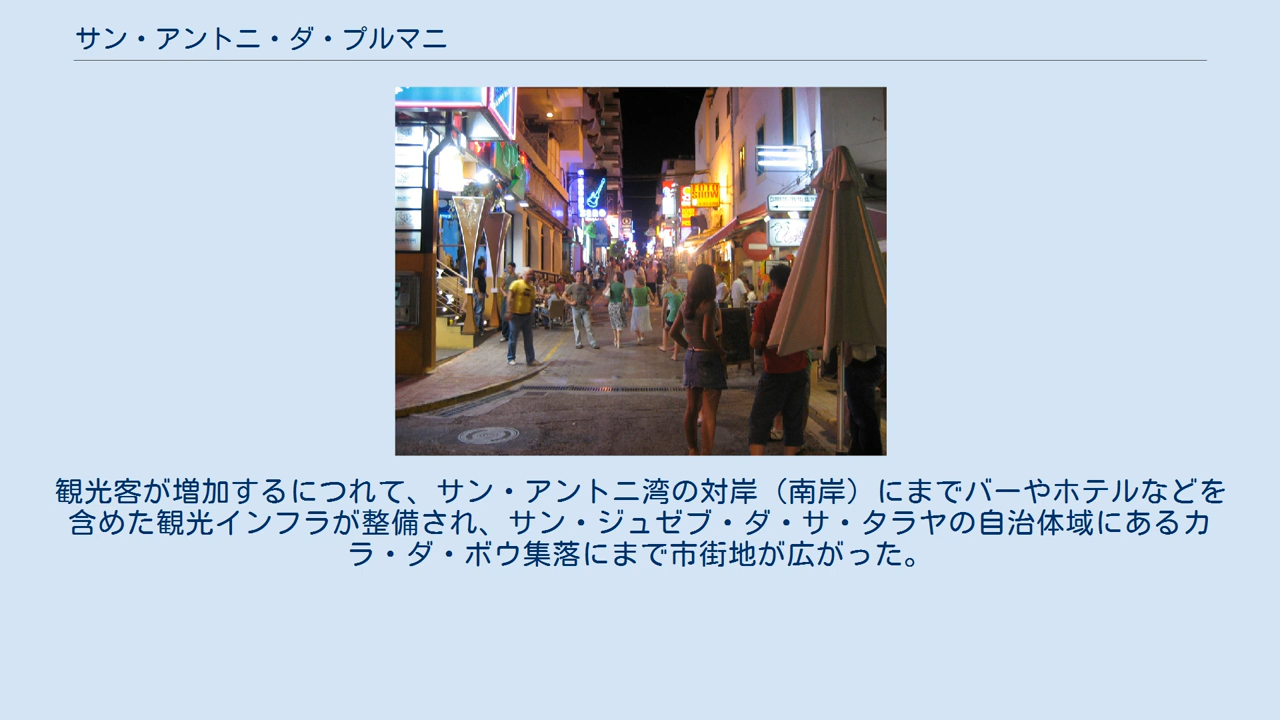 サン・アントニ・ダ・プルマニ
SHOW
観光客が増加するにつれて、サン・アントニ湾の対岸（南岸）にまでバーやホテルなどを
含めた観光インフラが整備され、サン・ジュゼブ・ダ・サ・タラヤの自治体域にあるカ
ラ・ダ・ボウ集落にまで市街地が広がった。